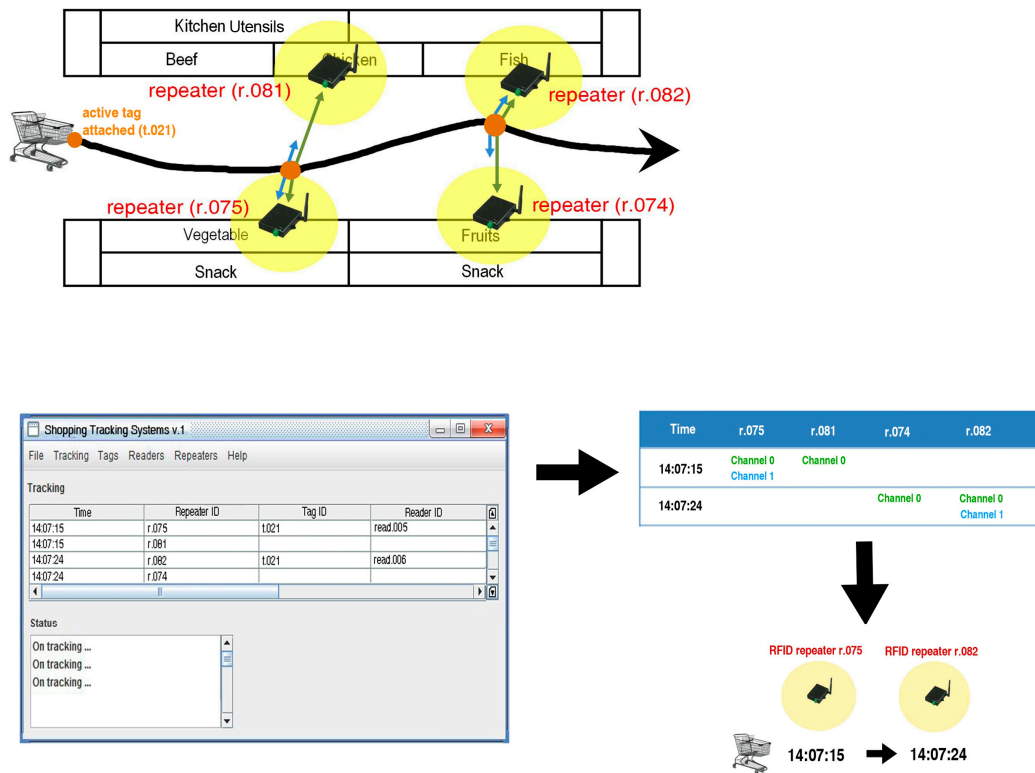 Kitchen Utensils
Beef Chicken Fish
repeater (r.081)
repeater (r.082)
active tag
attached (t.021)
repeater (r.075)
repeater (r.074)
Vegetable Fruits
Snack Snack
Shopping Tracking Systems v.1
File Tracking Tags Readers Repeaters Help
Tracking
Time Repeater ID Tag ID Reader ID
14:07:15 r.075 t.021 read.005
14:07:15 r.081
14:07:24 r.082 t.021 read.006
14:07:24 r.074
Status
On tracking ...
On tracking ...
On tracking ...
Time r.075 r.081 r.074 r.082
14:07:15 Channel 0 Channel 0
Channel 1
14:07:24 Channel 0 Channel 0
Channel 1
RFID repeater r.075 RFID repeater r.082
14:07:15 14:07:24